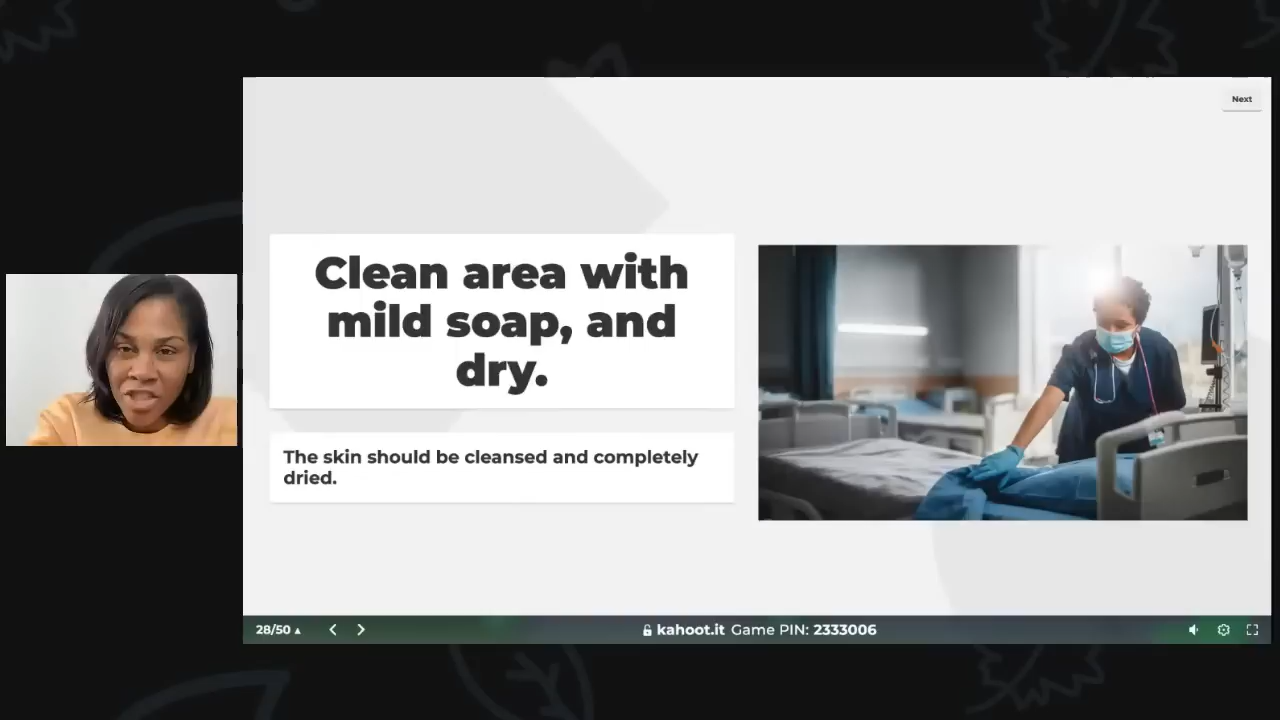 Next
Clean area with
mild soap, and
dry.
The skin should be cleansed and completely
dried.
28/50
kahoot.it Game PIN: 2333006